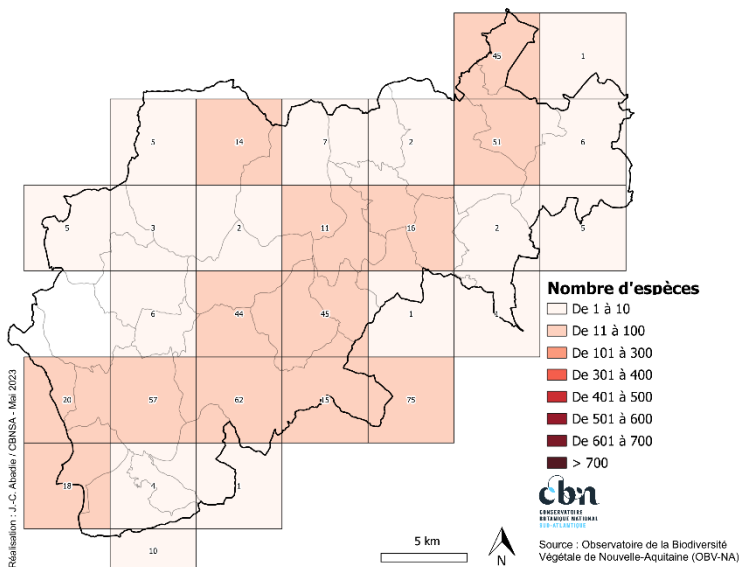 45 1
5 14 7 2 51 6
5 3 2 11 16 2 5
6 44 45 1 1
20 57 62 15 75
18 4 1
10
Nombre d'espèces
De 1 à 10
De 11 à 100
De 101 à 300
De 301 à 400
De 401 à 500
De 501 à 600
De 601 à 700
> 700
Réalisation : J.-C. Abadie / CBNSA - Mai 2023
cbn
CONSERVATOIRE
BOTANIQUE NATIONAL
SUD-ATLANTIQUE
5 km
N
Source : Observatoire de la Biodiversité
Végétale de Nouvelle-Aquitaine (OBV-NA)